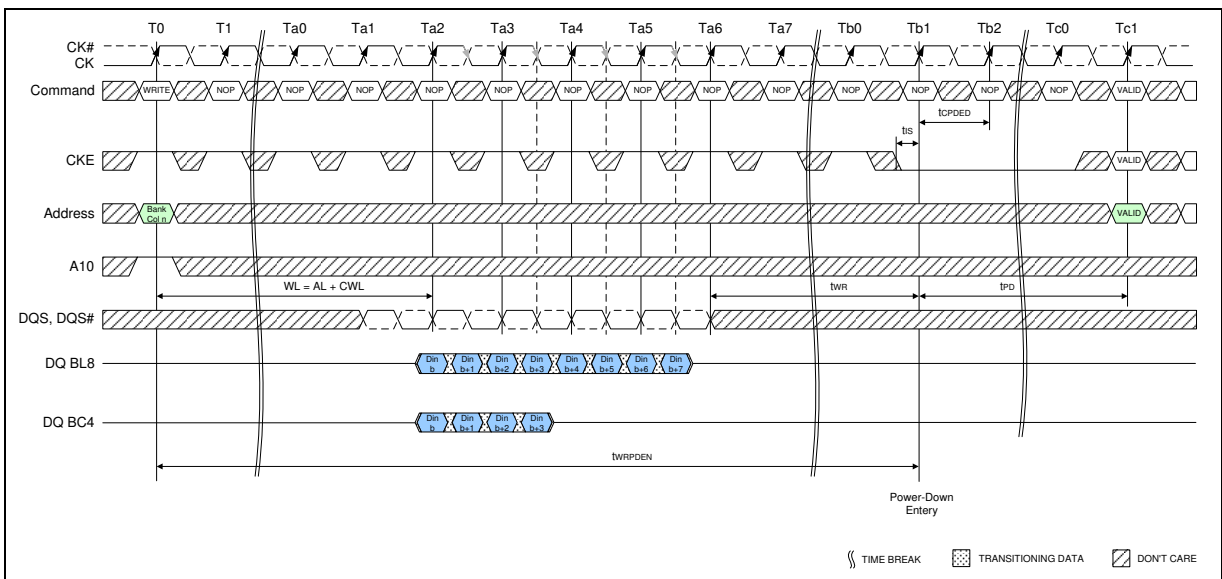 T0 T1 Ta0 Ta1 Ta2 Ta3 Ta4 Ta5 Ta6 Ta7 Tb0 Tb1 Tb2 Tc0 Tc1
CK#
CK
Command WRITE NOP NOP NOP NOP NOP NOP NOP NOP NOP NOP NOP NOP NOP VALID
tCPDED
tIS
CKE VALID
Address Bank Col n VALID
A10
WL = AL + CWL tWR tPD
DQS, DQS#
DQ BL8 Din b Din b+1 Din b+2 Din b+3 Din b+4 Din b+5 Din b+6 Din b+7
DQ BC4 Din b Din b+1 Din b+2 Din b+3
tWRPDEN
Power-Down
Entery
TIME BREAK TRANSITIONING DATA DON'T CARE